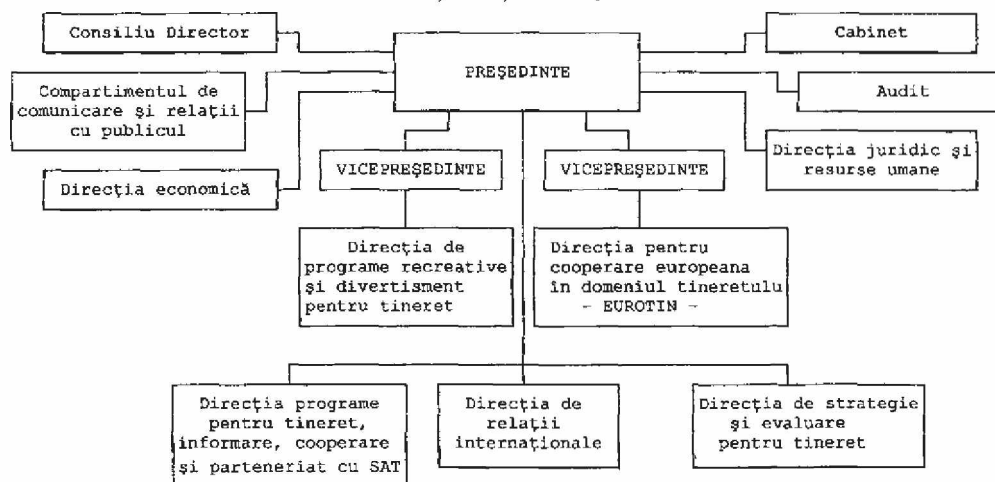 Consiliu Director
PREŞEDINTE
Cabinet
Compartimentul de
comunicare şi relaţii
cu publicul
Audit
Direcţia economică
VICEPREŞEDINTE
VICEPREŞEDINTE
Direcţia juridic şi
resurse umane
Direcţia de
programe recreative
şi divertisment
pentru tineret
Direcţia pentru
cooperare europeana
în domeniul tineretulu
- EUROTIN -
Direcţia programe
pentru tineret,
informare, cooperare
şi parteneriat cu SAT
Direcţia de
relaţii
internaţionale
Direcţia de strategie
şi evaluare
pentru tineret